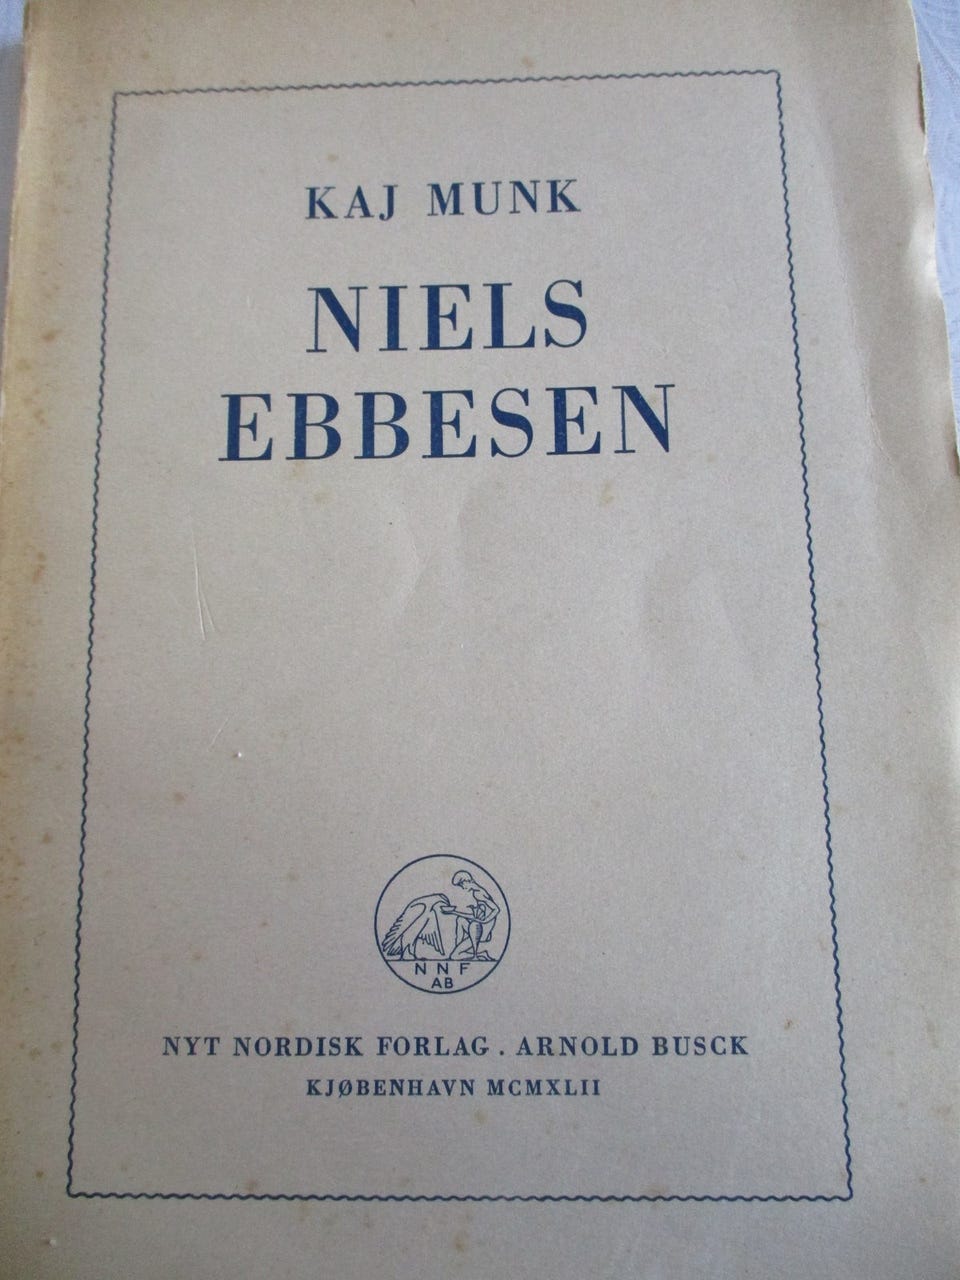 KAJ MUNK
NIELS
EBBESEN
NNF
AB
NYT NORDISK FORLAG . ARNOLD BUSCK
KJØBENHAVN MCMXLII